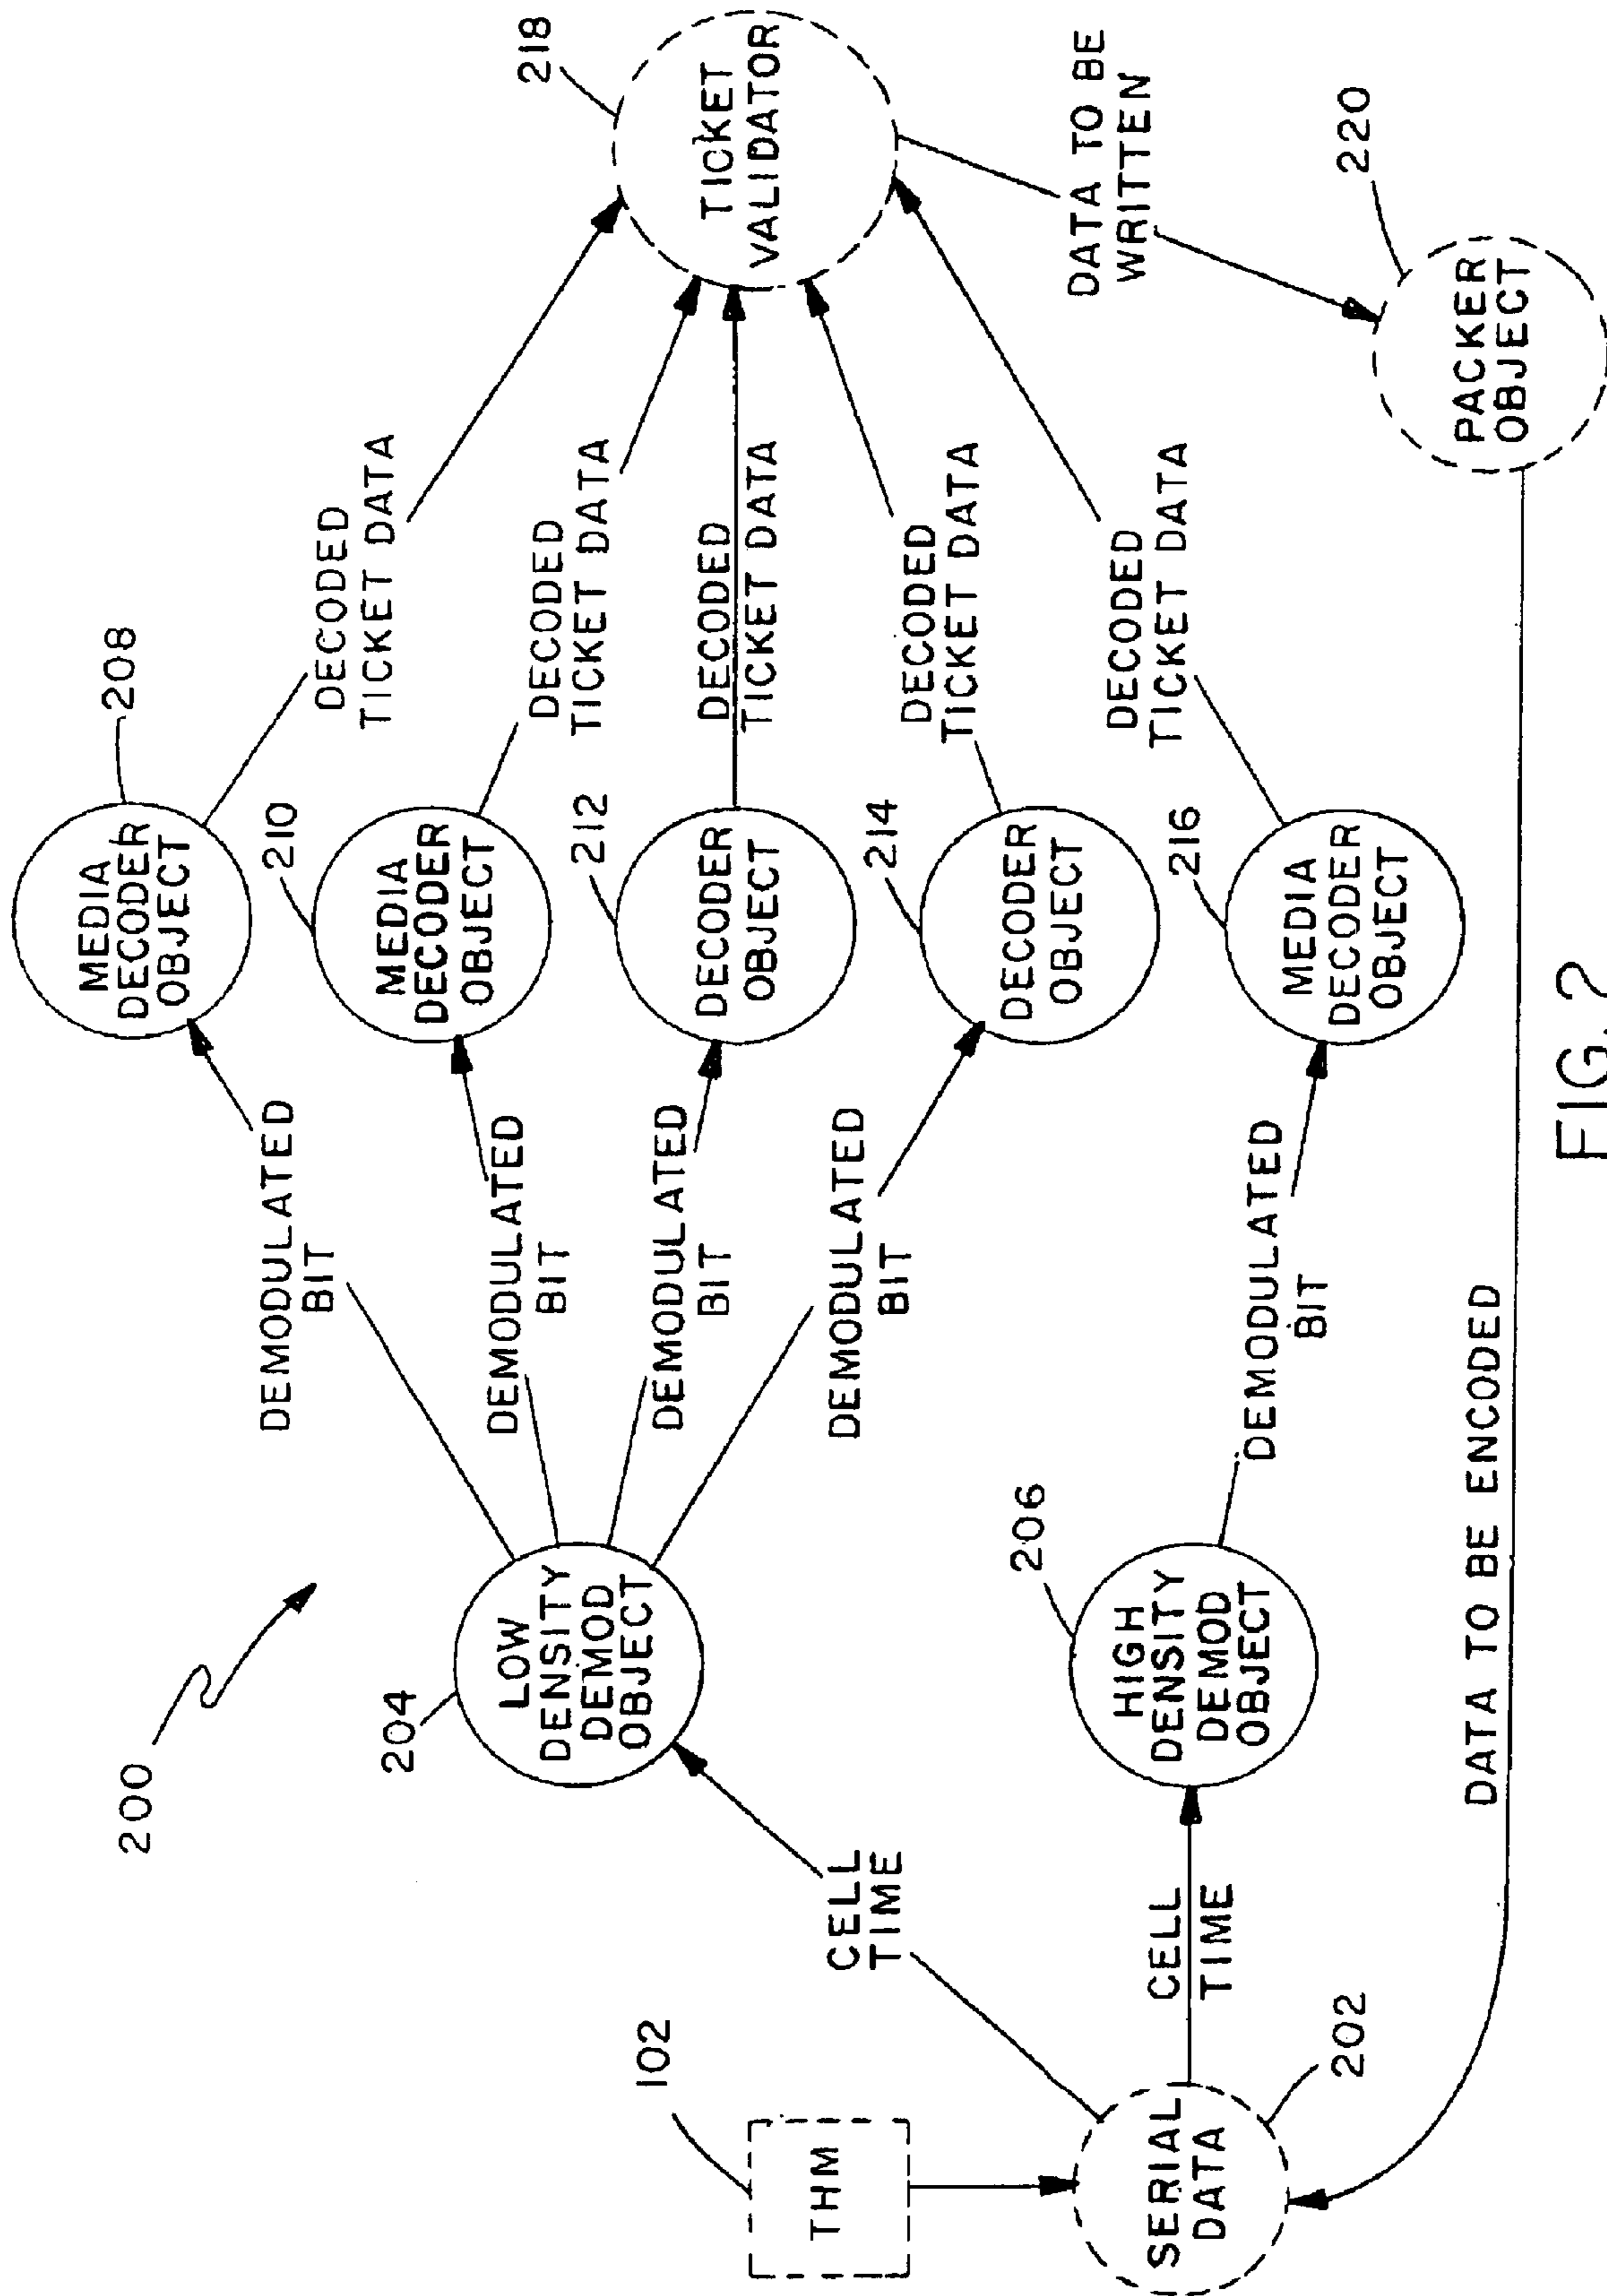 200
102
THM
SERIAL
DATA
202
CELL
TIME
CELL
TIME
204
LOW
DENSITY
DEMOD
OBJECT
206
HIGH
DENSITY
DEMOD
OBJECT
DEMODULATED
BIT
DEMODULATED
BIT
DEMODULATED
BIT
DEMODULATED
BIT
DEMODULATED
BIT
MEDIA
DECODER
OBJECT
208
210
MEDIA
DECODER
OBJECT
212
DECODER
OBJECT
214
DECODER
OBJECT
216
MEDIA
DECODER
OBJECT
DECODED
TICKET DATA
DECODED
TICKET DATA
DECODED
TICKET DATA
DECODED
TICKET DATA
DECODED
TICKET DATA
218
TICKET
VALIDATOR
DATA TO BE
WRITTEN
220
PACKER
OBJECT
DATA TO BE ENCODED
FIG. 2